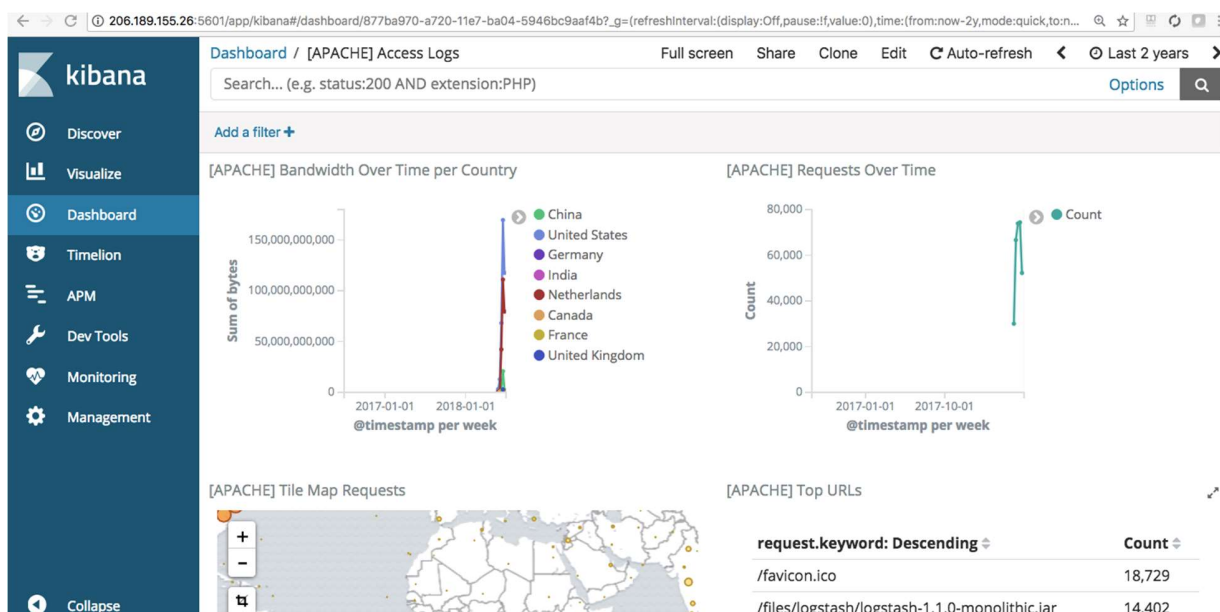 206.189.155.26:5601/app/kibana#/dashboard/877ba970-a720-11e7-ba04-5946bc9aaf4b?_g=(refreshInterval:(display:Off,pause:!f,value:0),time:(from:now-2y,mode:quick,to:n...
kibana
Dashboard / [APACHE] Access Logs
Full screen Share Clone Edit Auto-refresh Last 2 years
Search... (e.g. status:200 AND extension:PHP)
Options
Add a filter +
Discover
Visualize
Dashboard
Timelion
APM
Dev Tools
Monitoring
Management
Collapse
[APACHE] Bandwidth Over Time per Country
Sum of bytes
150,000,000,000
100,000,000,000
50,000,000,000
0
2017-01-01 2018-01-01
@timestamp per week
China
United States
Germany
India
Netherlands
Canada
France
United Kingdom
[APACHE] Requests Over Time
Count
80,000
60,000
40,000
20,000
0
2017-01-01 2017-10-01
@timestamp per week
Count
[APACHE] Tile Map Requests
+
−
[APACHE] Top URLs
request.keyword: Descending Count
/favicon.ico 18,729
/files/logstash/logstash-1.1.0-monolithic.jar 14,402